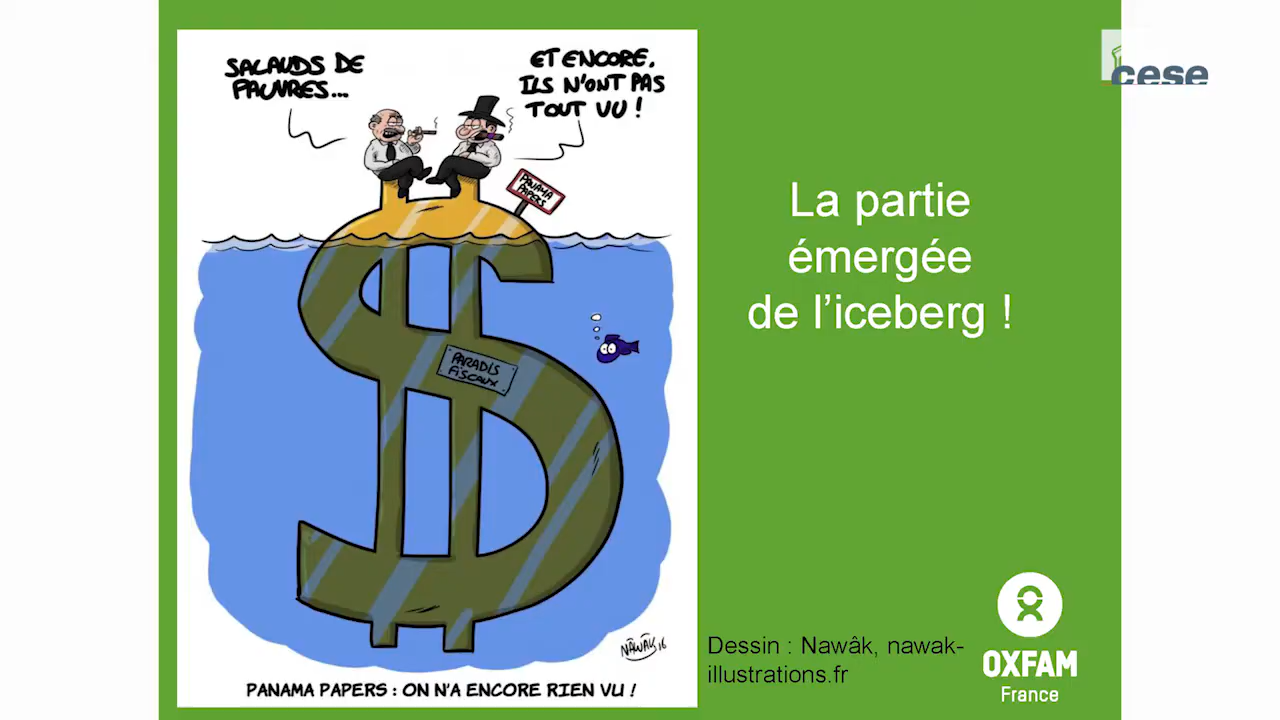 SALAUDS DE
PAUVRES...
ET ENCORE,
ILS N'ONT PAS
TOUT VU !
PANAMA
PAPERS
PARADIS
FISCAUX
NAWÂK 16
PANAMA PAPERS : ON N'A ENCORE RIEN VU !
cese
La partie
émergée
de l’iceberg !
Dessin : Nawâk, nawak-
illustrations.fr
OXFAM
France